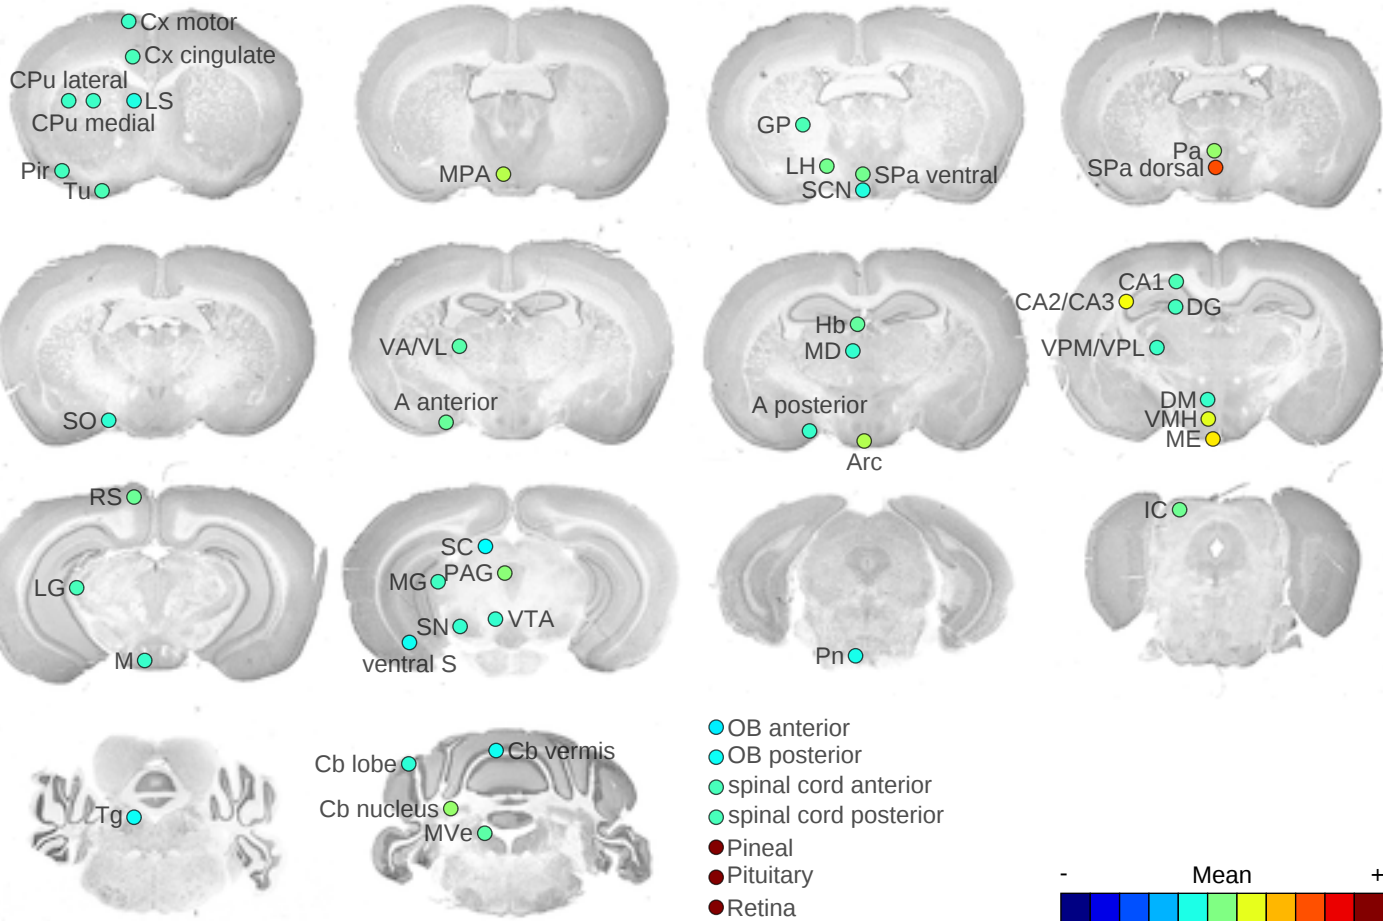 Cx motor
Cx cingulate
CPu lateral
LS
CPu medial
Pir
Tu
MPA
GP
LH
SPa ventral
SCN
Pa
SPa dorsal
SO
VA/VL
A anterior
Hb
MD
A posterior
Arc
CA1
CA2/CA3
DG
VPM/VPL
DM
VMH
ME
RS
LG
M
SC
PAG
MG
VTA
SN
ventral S
Pn
IC
Tg
Cb vermis
Cb lobe
Cb nucleus
MVe
OB anterior
OB posterior
spinal cord anterior
spinal cord posterior
Pineal
Pituitary
Retina
- Mean +